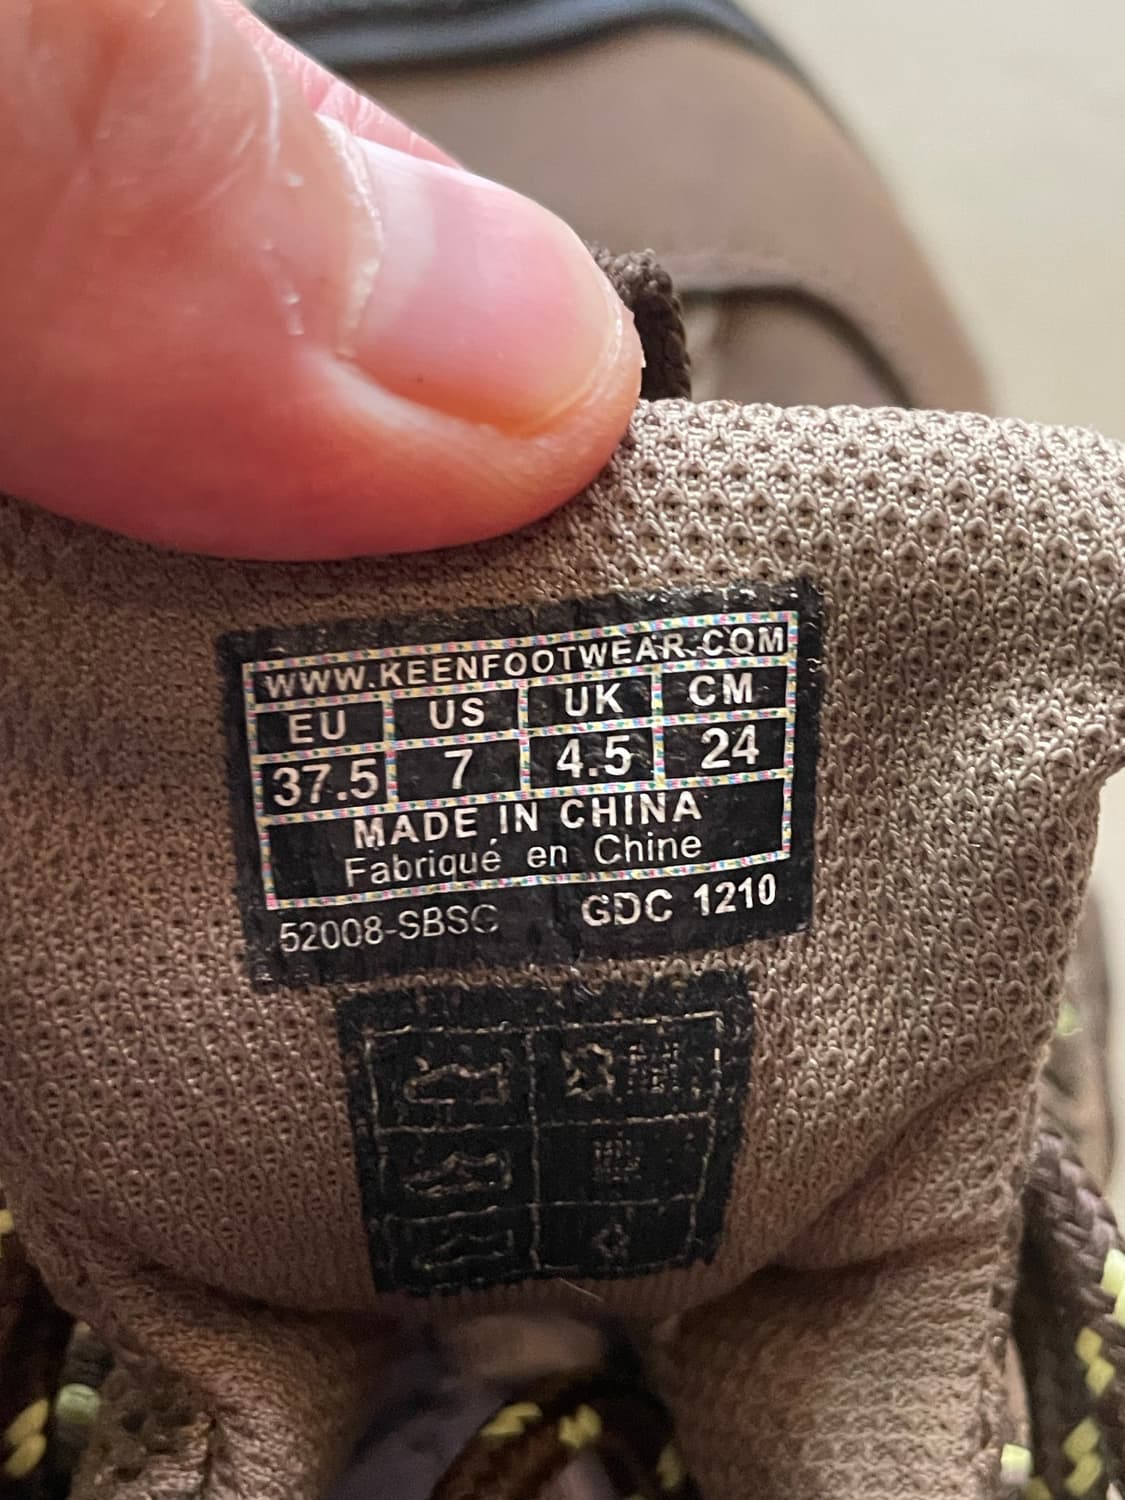 WWW.KEENFOOTWEAR.COM
EU US UK CM
37.5 7 4.5 24
MADE IN CHINA
Fabriqué en Chine
52008-SBSC GDC 1210